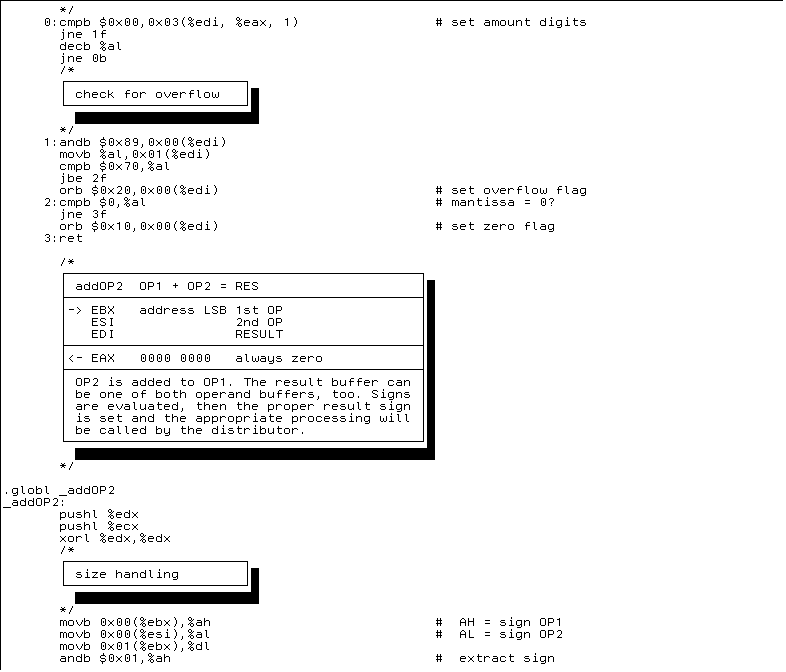 */
0:cmpb $0x00,0x03(%edi, %eax, 1) # set amount digits
jne 1f
decb %al
jne 0b
/*
check for overflow
*/
1:andb $0x89,0x00(%edi)
movb %al,0x01(%edi)
cmpb $0x70,%al
jbe 2f
orb $0x20,0x00(%edi) # set overflow flag
2:cmpb $0,%al # mantissa = 0?
jne 3f
orb $0x10,0x00(%edi) # set zero flag
3:ret
/*
addOP2 OP1 + OP2 = RES
-> EBX address LSB 1st OP
ESI 2nd OP
EDI RESULT
<- EAX 0000 0000 always zero
OP2 is added to OP1. The result buffer can
be one of both operand buffers, too. Signs
are evaluated, then the proper result sign
is set and the appropriate processing will
be called by the distributor.
*/
.globl _addOP2
_addOP2:
pushl %edx
pushl %ecx
xorl %edx,%edx
/*
size handling
*/
movb 0x00(%ebx),%ah # AH = sign OP1
movb 0x00(%esi),%al # AL = sign OP2
movb 0x01(%ebx),%dl
andb $0x01,%ah # extract sign